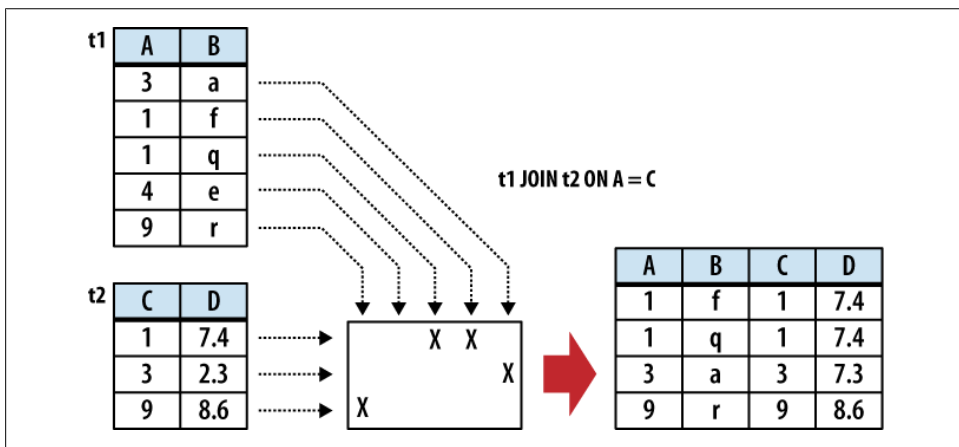 t1
A B
3 a
1 f
1 q
4 e
9 r
t1 JOIN t2 ON A = C
t2
C D
1 7.4
3 2.3
9 8.6
X X
X
X
A B C D
1 f 1 7.4
1 q 1 7.4
3 a 3 7.3
9 r 9 8.6